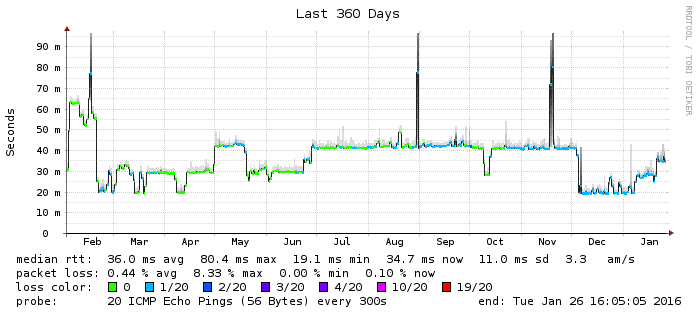 Last 360 Days
RRDTOOL / TOBI OETIKER
Seconds
90 m
80 m
70 m
60 m
50 m
40 m
30 m
20 m
10 m
0
Feb Mar Apr May Jun Jul Aug Sep Oct Nov Dec Jan
median rtt: 36.0 ms avg 80.4 ms max 19.1 ms min 34.7 ms now 11.0 ms sd 3.3 am/s
packet loss: 0.44 % avg 8.33 % max 0.00 % min 0.10 % now
loss color: 0 1/20 2/20 3/20 4/20 10/20 19/20
probe: 20 ICMP Echo Pings (56 Bytes) every 300s end: Tue Jan 26 16:05:05 2016